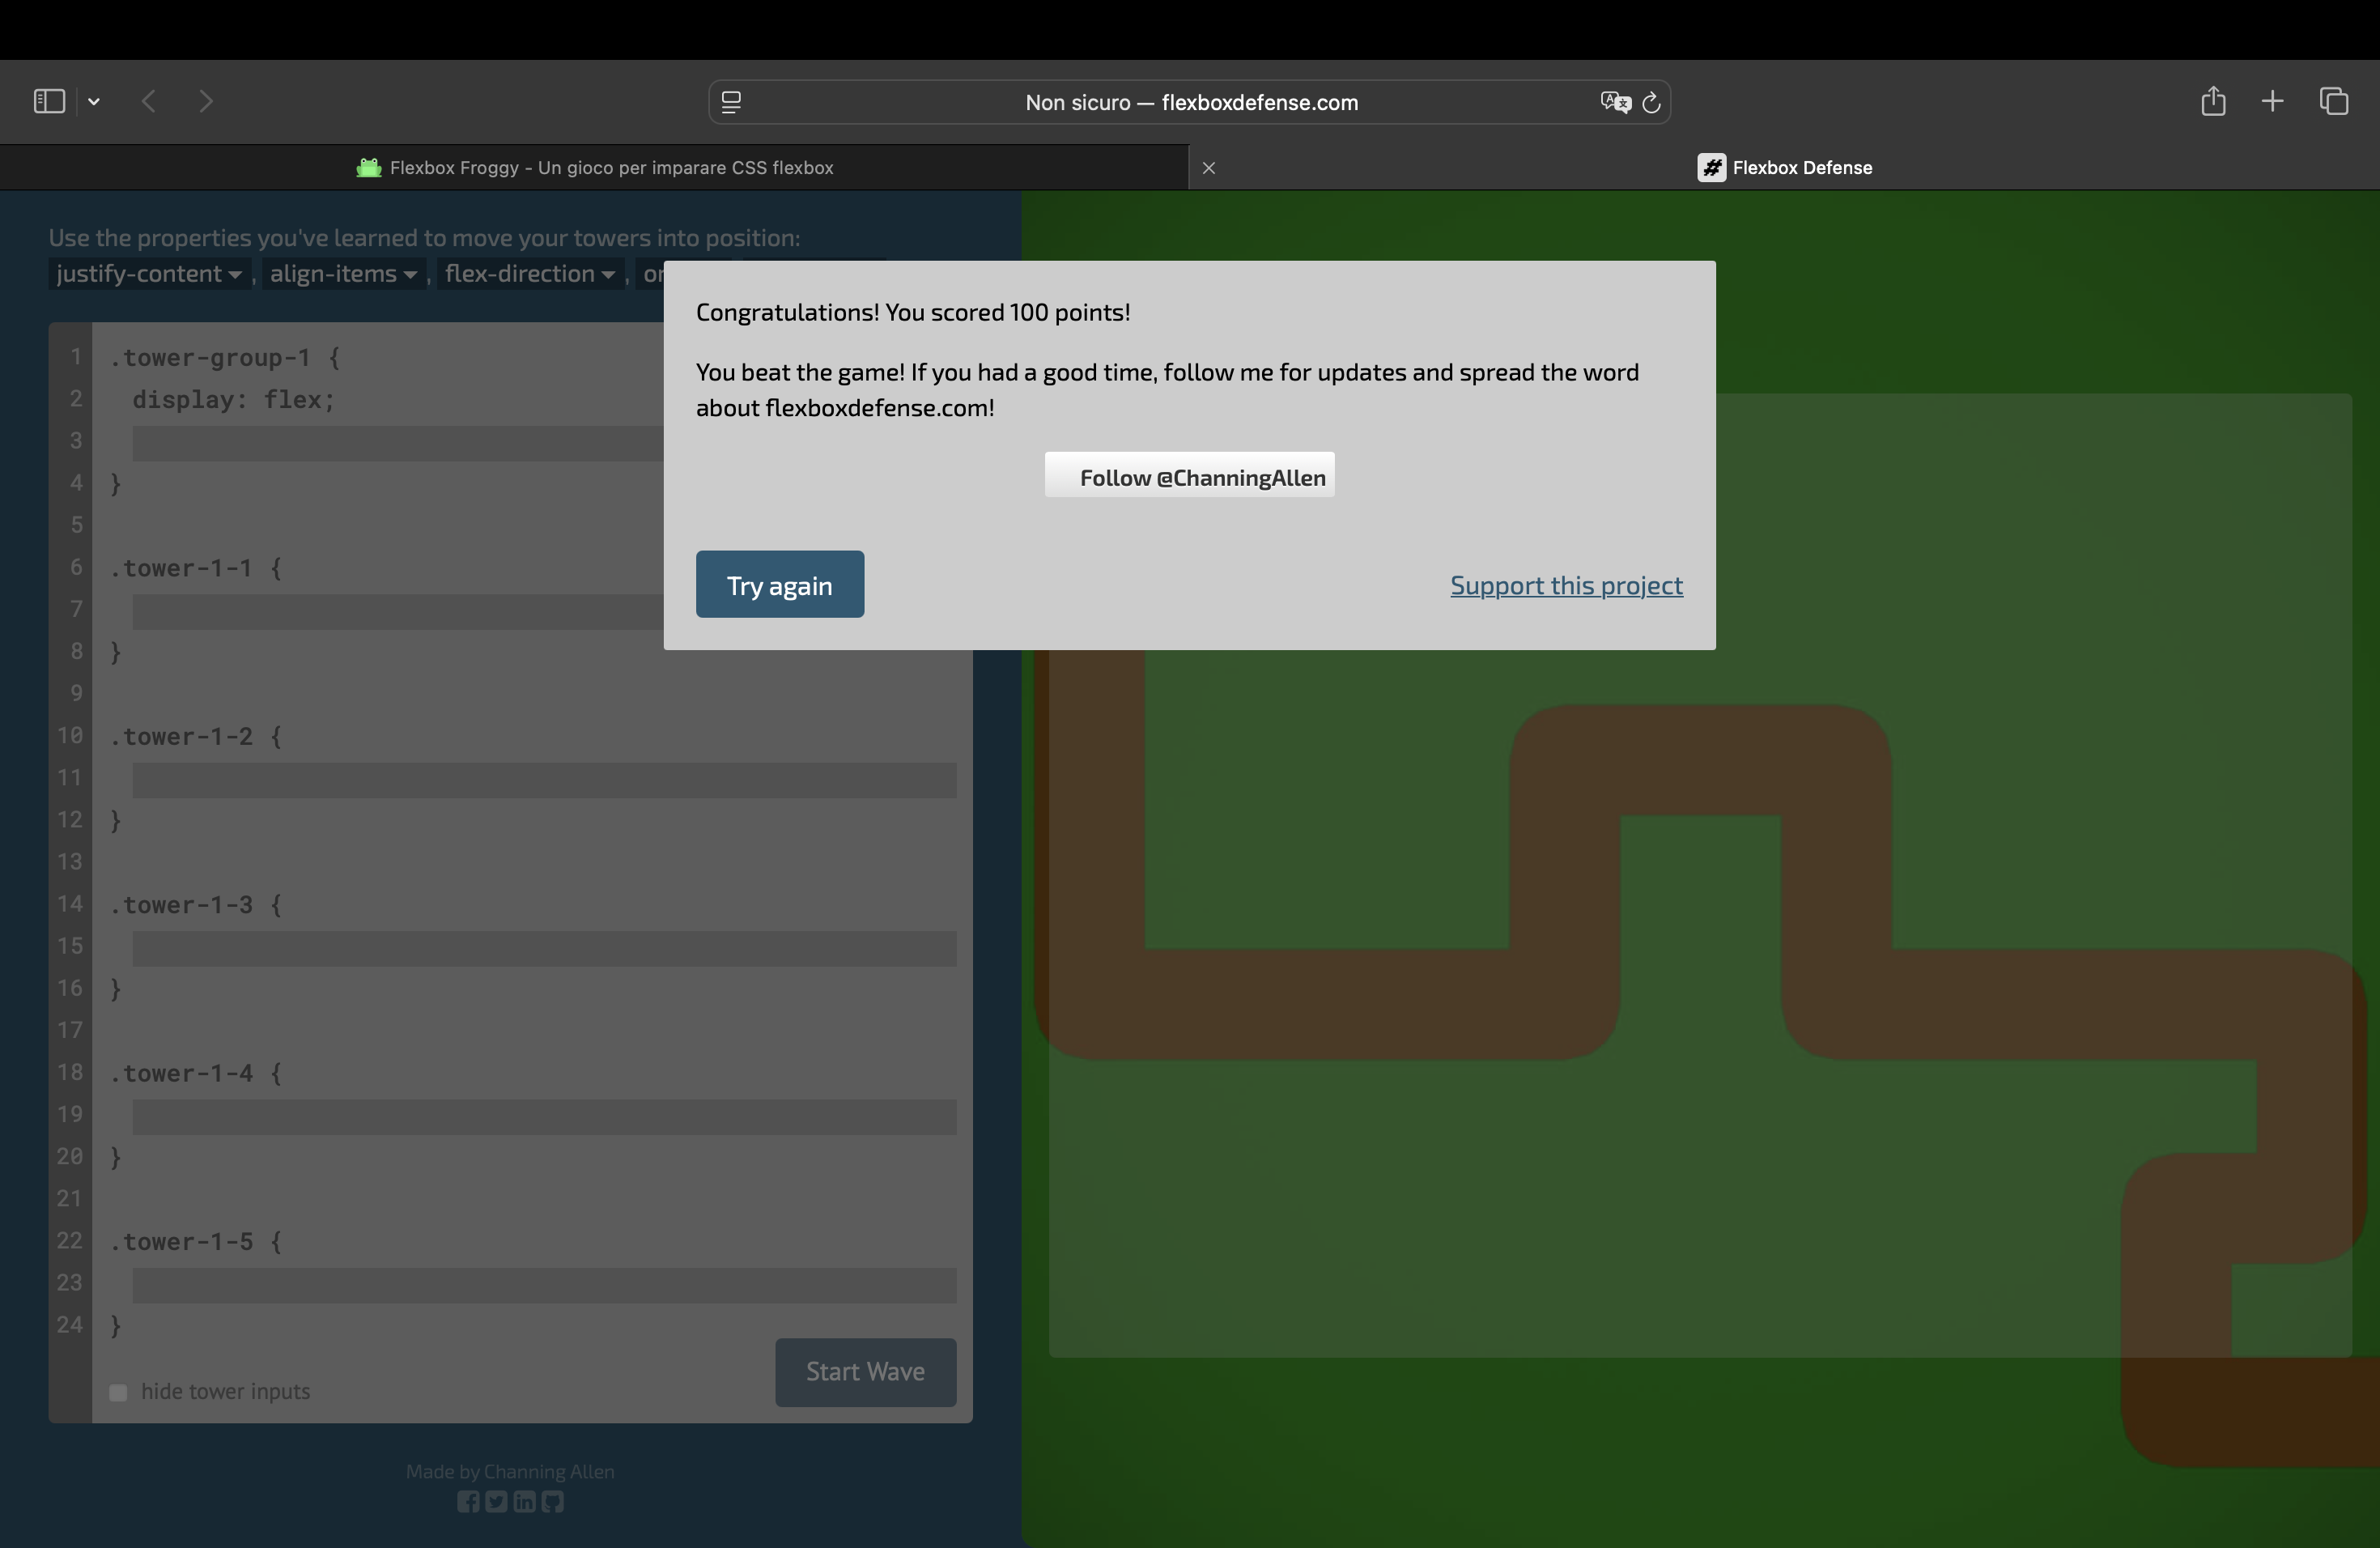 Non sicuro — flexboxdefense.com
Flexbox Froggy - Un gioco per imparare CSS flexbox
Flexbox Defense
Use the properties you've learned to move your towers into position:
justify-content , align-items , flex-direction ,
Congratulations! You scored 100 points!
You beat the game! If you had a good time, follow me for updates and spread the word
about flexboxdefense.com!
Follow @ChanningAllen
Try again
Support this project
1 .tower-group-1 {
2 display: flex;
3
4 }
5
6 .tower-1-1 {
7
8 }
9
10 .tower-1-2 {
11
12 }
13
14 .tower-1-3 {
15
16 }
17
18 .tower-1-4 {
19
20 }
21
22 .tower-1-5 {
23
24 }
hide tower inputs
Start Wave
Made by Channing Allen